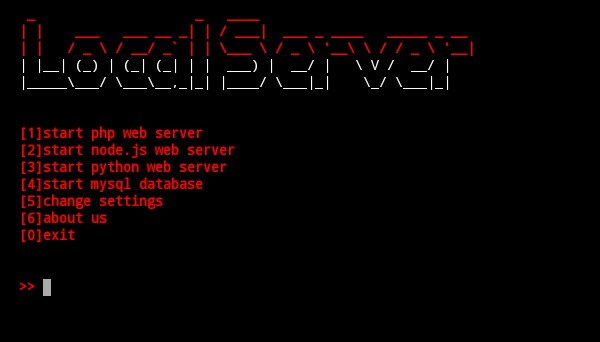 LocalServer
[1]start php web server
[2]start node.js web server
[3]start python web server
[4]start mysql database
[5]change settings
[6]about us
[0]exit
>>